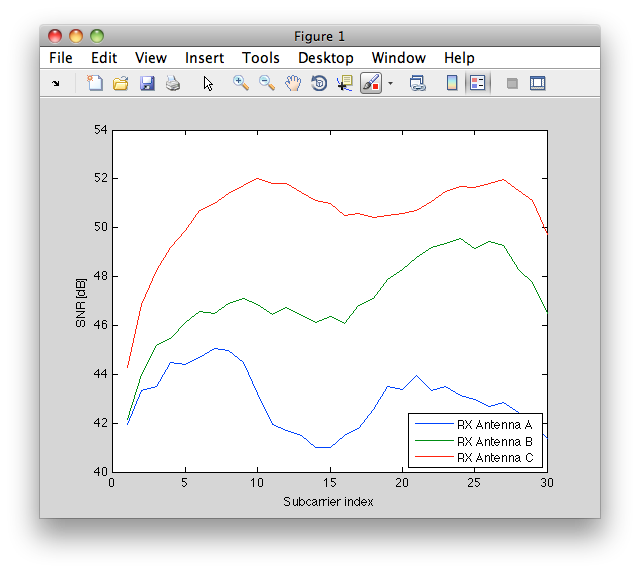 Figure 1
File Edit View Insert Tools Desktop Window Help
54
52
50
48
46
44
42
40
SNR [dB]
0 5 10 15 20 25 30
Subcarrier index
RX Antenna A
RX Antenna B
RX Antenna C